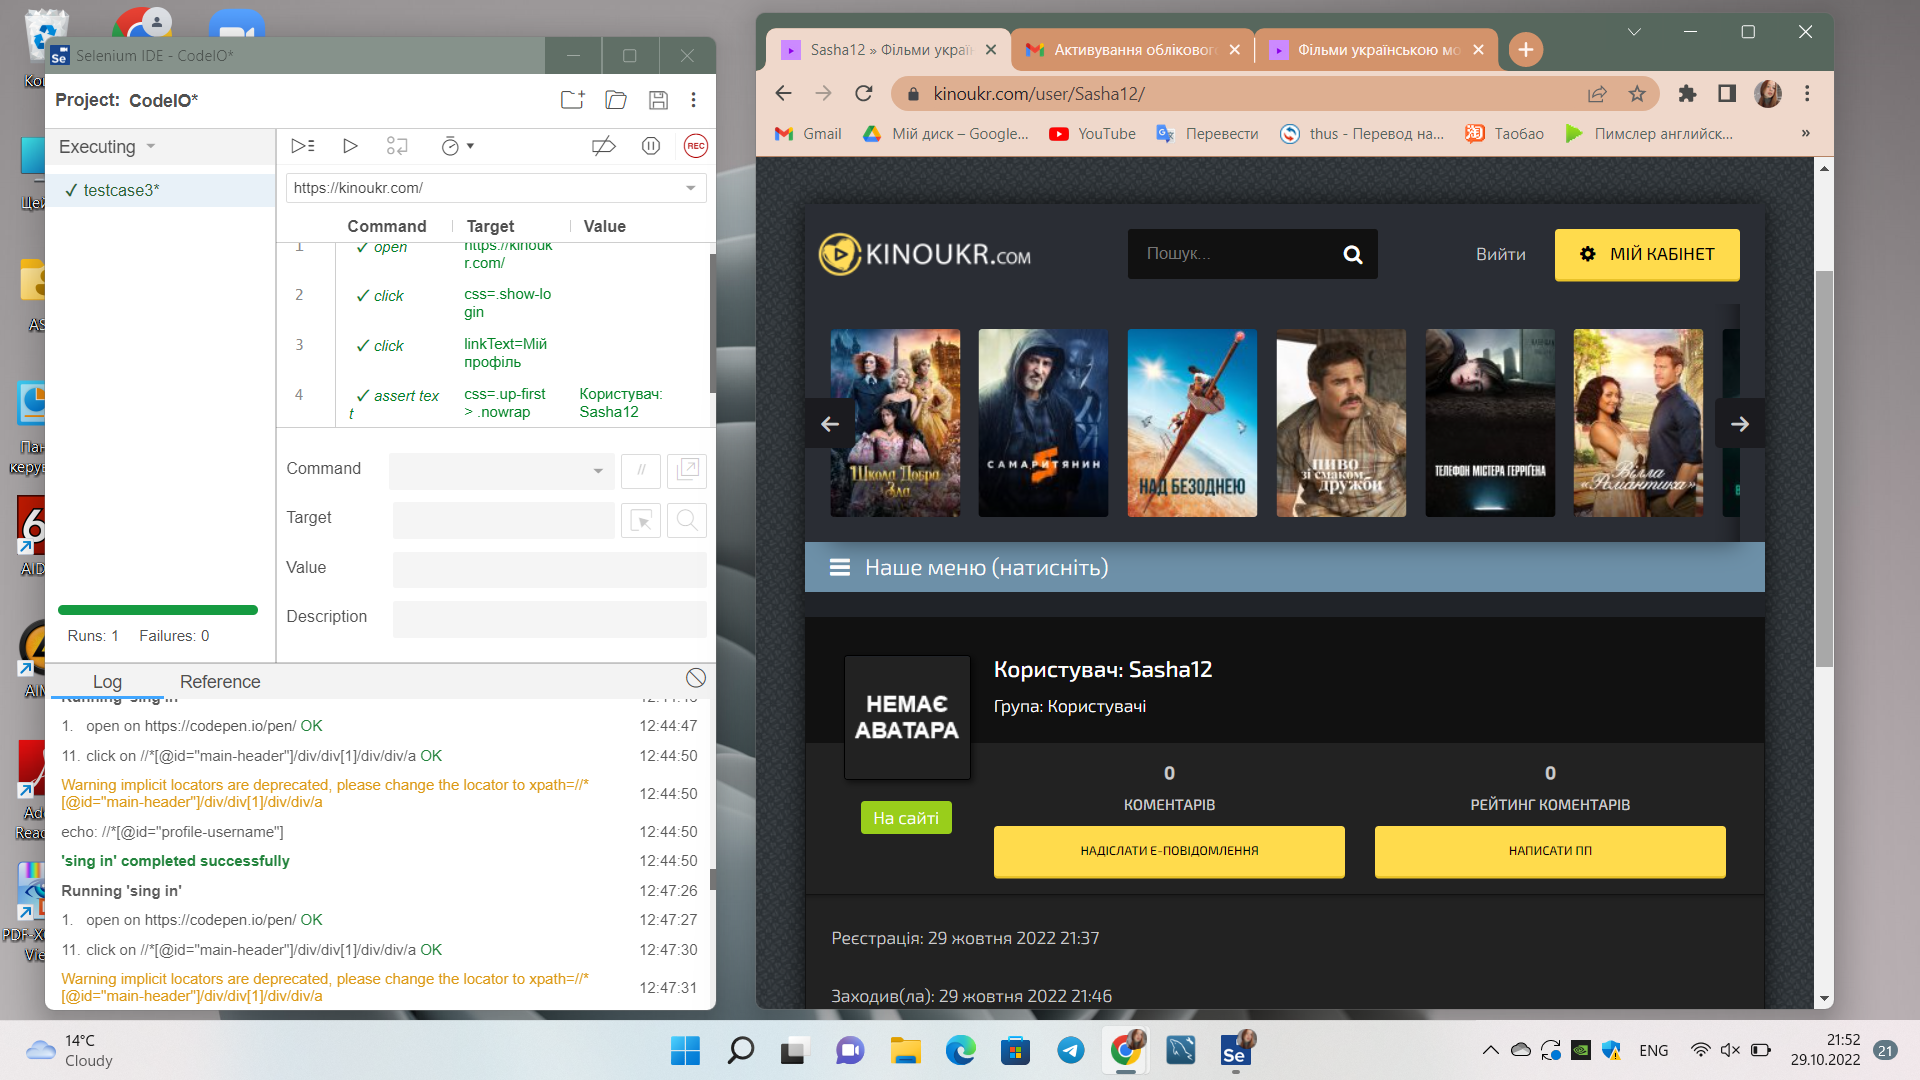 Selenium IDE - CodeIO*
Project: CodeIO*
Executing
REC
✓ testcase3*
https://kinoukr.com/
Command Target Value
1 ✓ open https://kinouk
r.com/
2 ✓ click css=.show-lo
gin
3 ✓ click linkText=Мій
профіль
4 ✓ assert tex css=.up-first Користувач:
t > .nowrap Sasha12
Command //
Target
Value
Description
Runs: 1 Failures: 0
Log Reference
Running 'sing in'
1. open on https://codepen.io/pen/ OK 12:44:47
11. click on //*[@id="main-header"]/div/div[1]/div/div/a OK 12:44:50
Warning implicit locators are deprecated, please change the locator to xpath=//*
[@id="main-header"]/div/div[1]/div/div/a 12:44:50
echo: //*[@id="profile-username"] 12:44:50
'sing in' completed successfully 12:44:50
Running 'sing in' 12:47:26
1. open on https://codepen.io/pen/ OK 12:47:27
11. click on //*[@id="main-header"]/div/div[1]/div/div/a OK 12:47:30
Warning implicit locators are deprecated, please change the locator to xpath=//*
[@id="main-header"]/div/div[1]/div/div/a 12:47:31
Sasha12 » Фільми україн
Активування обліковог
Фільми українською мо
kinoukr.com/user/Sasha12/
Gmail
Мій диск – Google...
YouTube
Перевести
thus - Перевод на...
Таобао
Пимслер английск...
»
KINOUKR.COM
Пошук...
Вийти
МІЙ КАБІНЕТ
Школа Добра
Зла
САМАРИТЯНИН
НАД БЕЗОДНЕЮ
ПИВО
зі смаком
дружби
ТЕЛЕФОН МІСТЕРА ГЕРРІҐЕНА
Вілла
«Романтика»
Наше меню (натисніть)
НЕМАЄ
АВАТАРА
Користувач: Sasha12
Група: Користувачі
На сайті
0
КОМЕНТАРІВ
НАДІСЛАТИ E-ПОВІДОМЛЕННЯ
0
РЕЙТИНГ КОМЕНТАРІВ
НАПИСАТИ ПП
Реєстрація: 29 жовтня 2022 21:37
Заходив(ла): 29 жовтня 2022 21:46
14°C
Cloudy
Se
ENG
21:52
29.10.2022
21